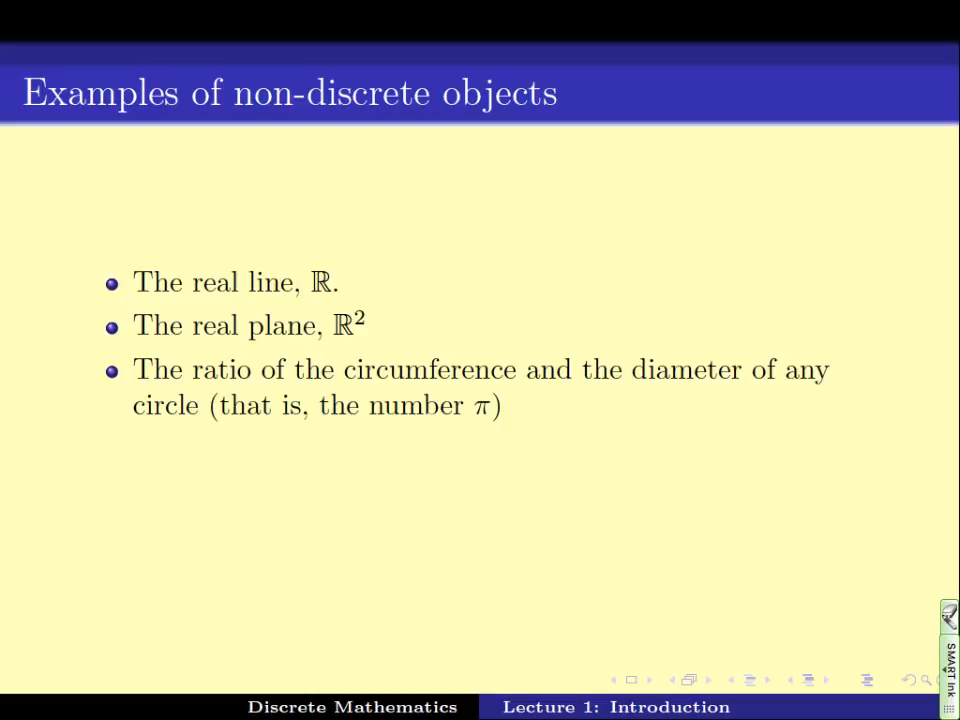 Examples of non-discrete objects
The real line, ℝ.
The real plane, ℝ²
The ratio of the circumference and the diameter of any
circle (that is, the number π)
SMART Ink
Discrete Mathematics
Lecture 1: Introduction